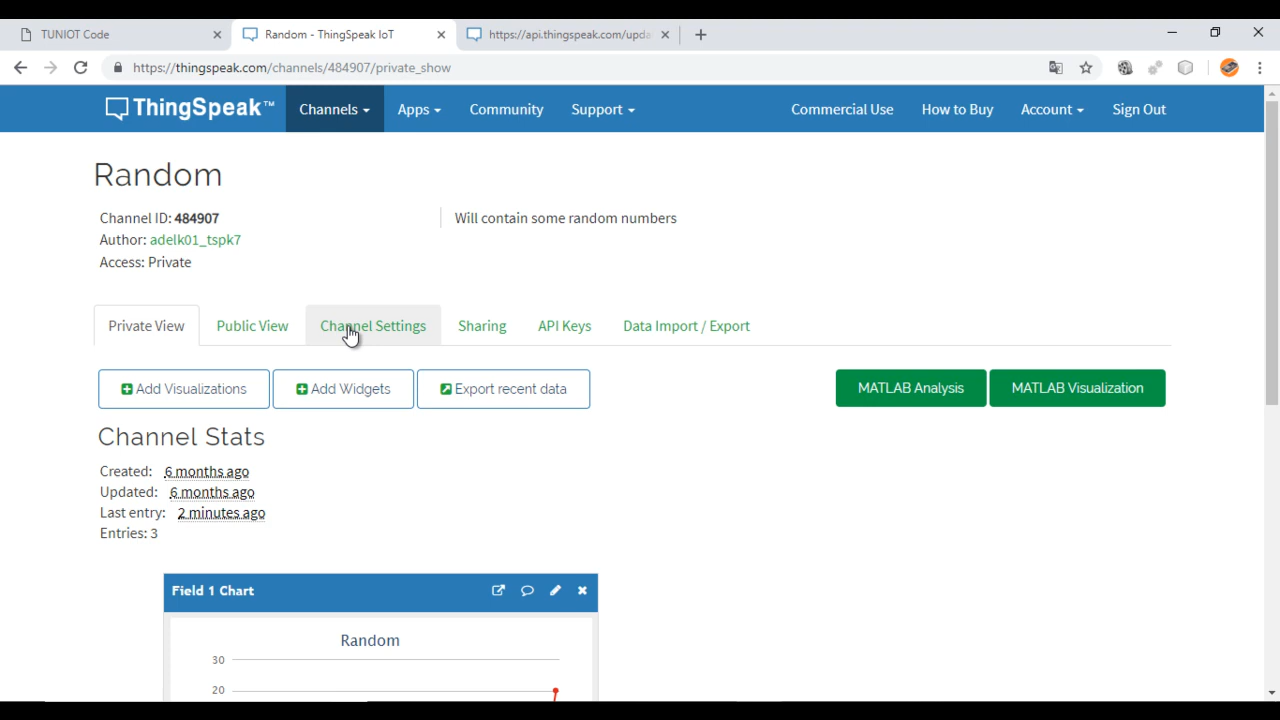 TUNIOT Code
Random - ThingSpeak IoT
https://api.thingspeak.com/upda
https://thingspeak.com/channels/484907/private_show
ThingSpeak™ Channels Apps Community Support Commercial Use How to Buy Account Sign Out
Random
Channel ID: 484907
Author: adelk01_tspk7
Access: Private
Will contain some random numbers
Private View Public View Channel Settings Sharing API Keys Data Import / Export
Add Visualizations Add Widgets Export recent data MATLAB Analysis MATLAB Visualization
Channel Stats
Created: 6 months ago
Updated: 6 months ago
Last entry: 2 minutes ago
Entries: 3
Field 1 Chart
Random
30
20